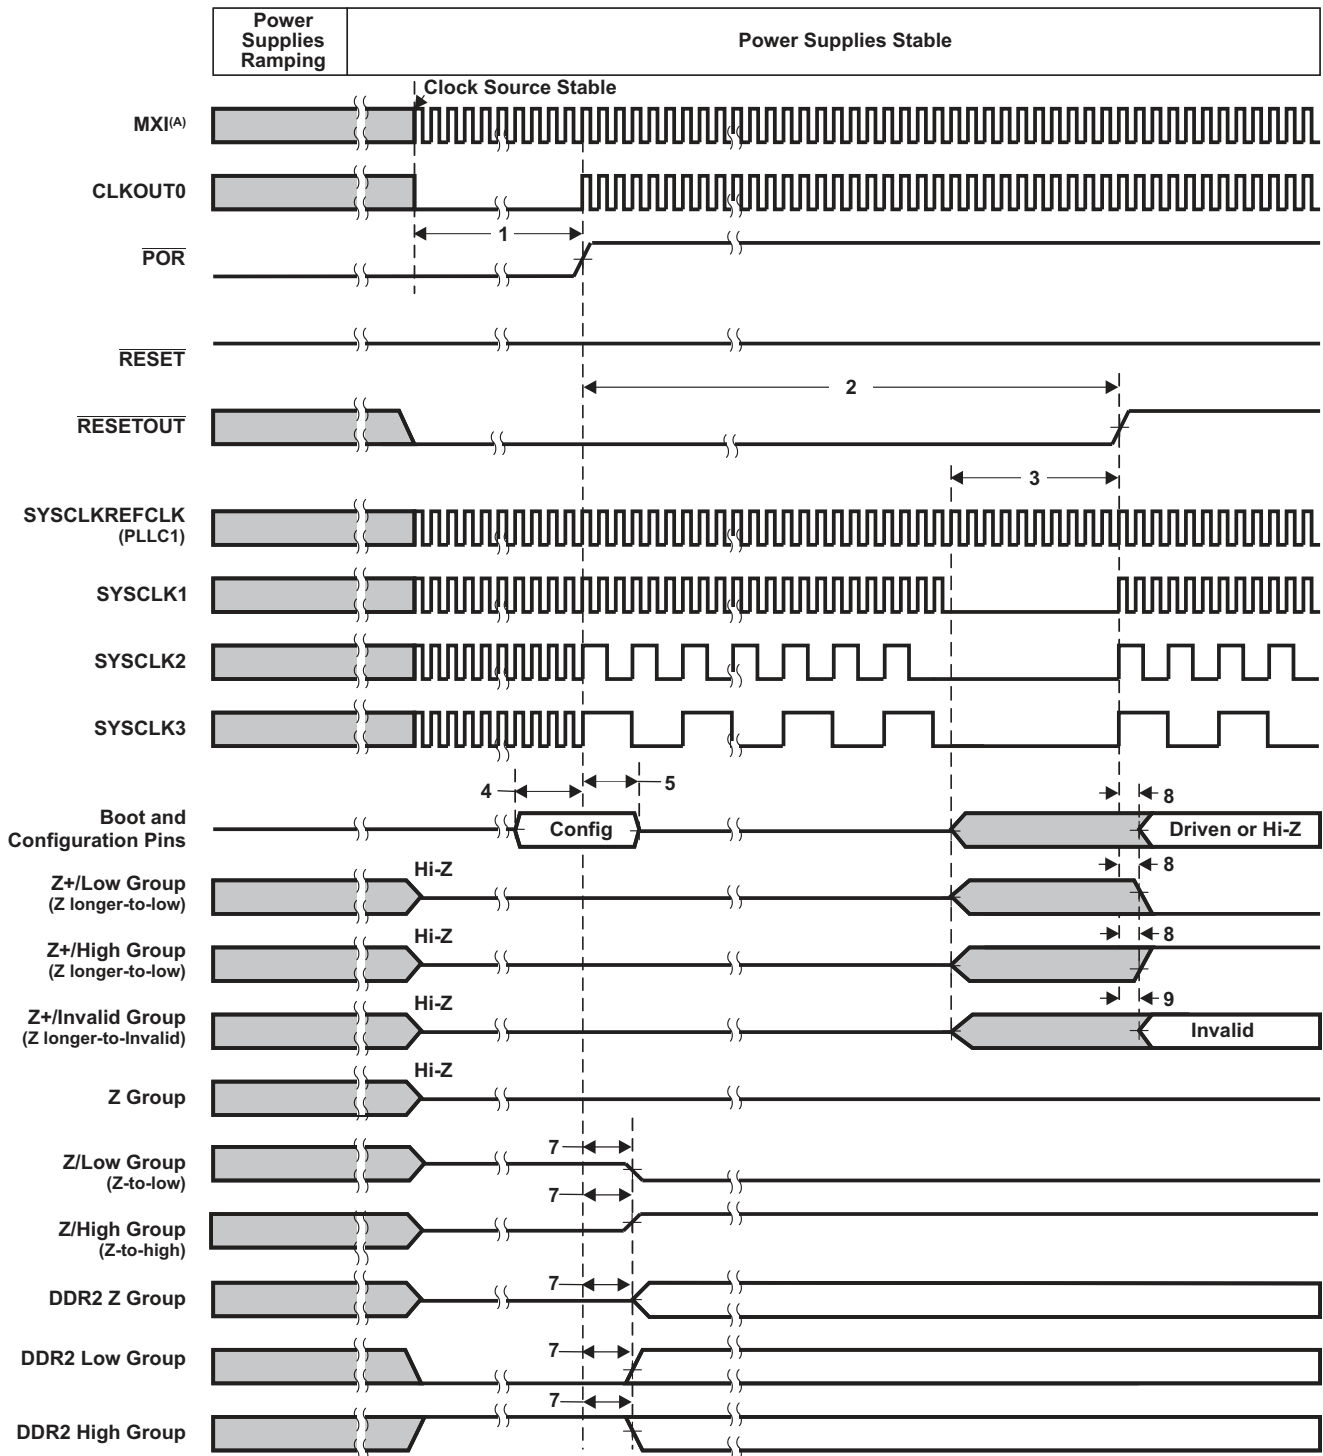 Power
Supplies
Ramping
Power Supplies Stable
Clock Source Stable
MXI(A)
CLKOUT0
1
POR
RESET
2
RESETOUT
3
SYSCLKREFCLK
(PLLC1)
SYSCLK1
SYSCLK2
SYSCLK3
4
5
8
Boot and
Configuration Pins
Config
Driven or Hi-Z
8
Hi-Z
Z+/Low Group
(Z longer-to-low)
8
Hi-Z
Z+/High Group
(Z longer-to-low)
9
Hi-Z
Z+/Invalid Group
(Z longer-to-Invalid)
Invalid
Hi-Z
Z Group
7
Z/Low Group
(Z-to-low)
7
Z/High Group
(Z-to-high)
7
DDR2 Z Group
7
DDR2 Low Group
7
DDR2 High Group